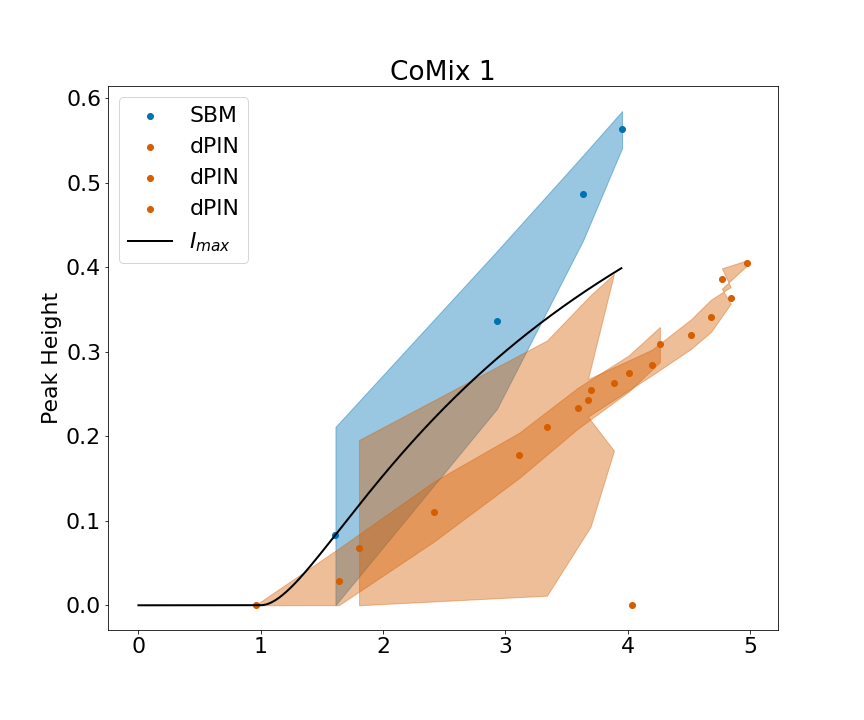 CoMix 1
0.6
0.5
0.4
0.3
0.2
0.1
0.0
Peak Height
SBM
dPIN
dPIN
dPIN
I_max
0 1 2 3 4 5